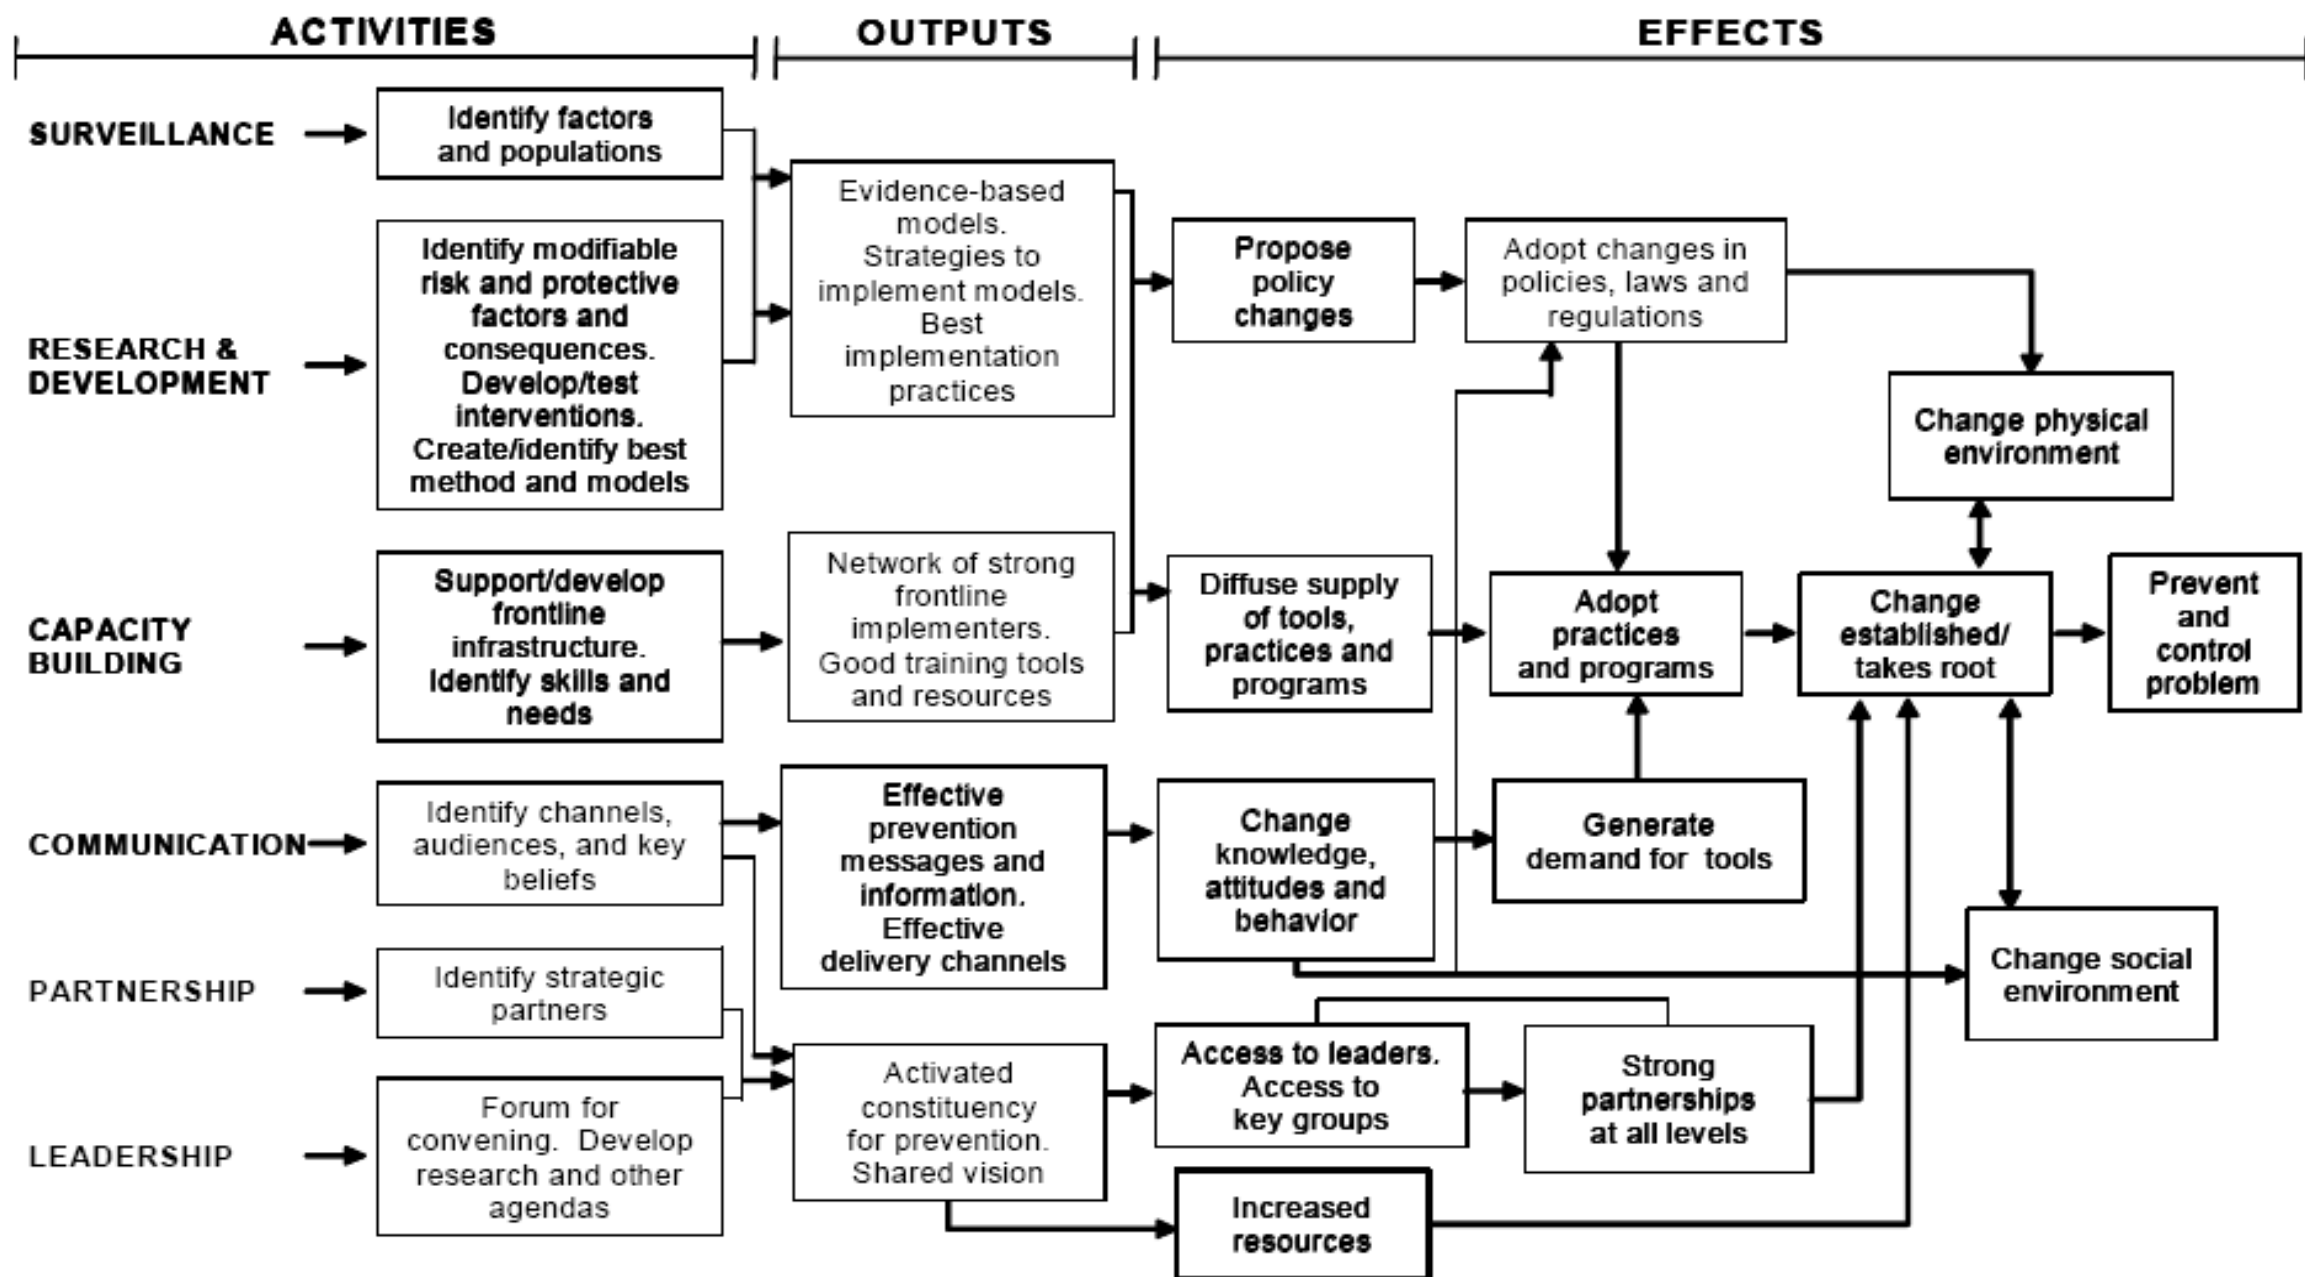 ACTIVITIES
OUTPUTS
EFFECTS
SURVEILLANCE
Identify factors
and populations
RESEARCH &
DEVELOPMENT
Identify modifiable
risk and protective
factors and
consequences.
Develop/test
interventions.
Create/identify best
method and models
Evidence-based
models.
Strategies to
implement models.
Best
implementation
practices
Propose
policy
changes
Adopt changes in
policies, laws and
regulations
Change physical
environment
CAPACITY
BUILDING
Support/develop
frontline
infrastructure.
Identify skills and
needs
Network of strong
frontline
implementers.
Good training tools
and resources
Diffuse supply
of tools,
practices and
programs
Adopt
practices
and programs
Change
established/
takes root
Prevent
and
control
problem
COMMUNICATION
Identify channels,
audiences, and key
beliefs
Effective
prevention
messages and
information.
Effective
delivery channels
Change
knowledge,
attitudes and
behavior
Generate
demand for tools
Change social
environment
PARTNERSHIP
Identify strategic
partners
LEADERSHIP
Forum for
convening. Develop
research and other
agendas
Activated
constituency
for prevention.
Shared vision
Access to leaders.
Access to
key groups
Strong
partnerships
at all levels
Increased
resources